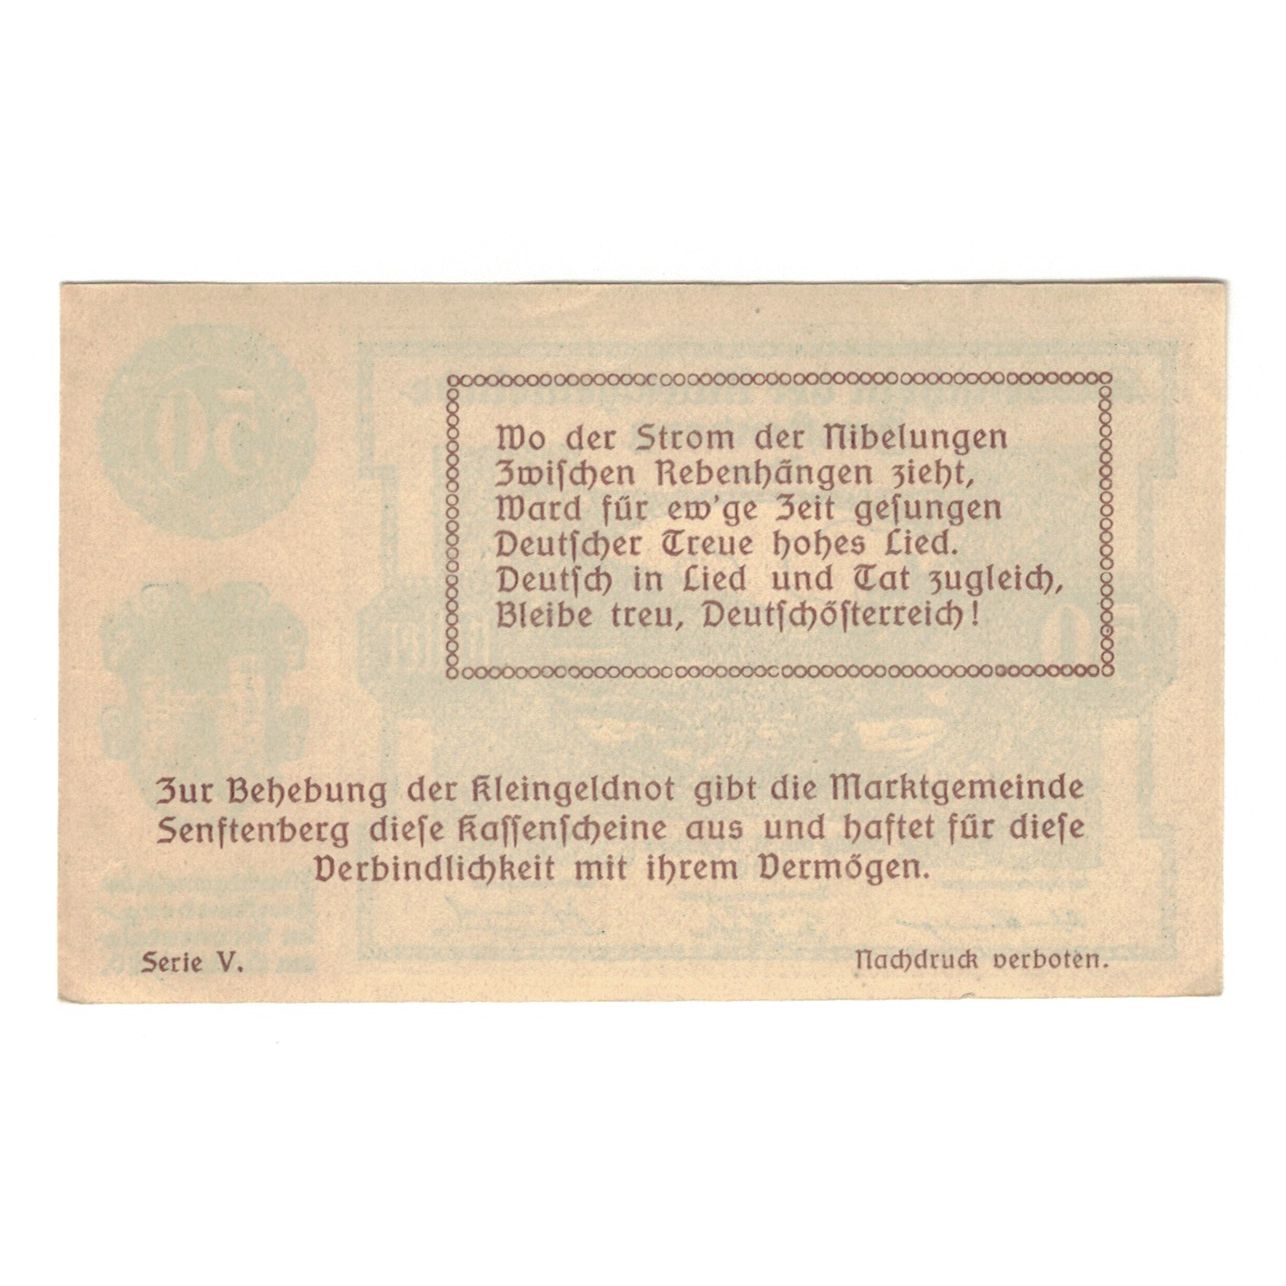 Wo der Strom der Nibelungen
Zwiſchen Rebenhängen zieht,
Ward für ew'ge Zeit geſungen
Deutſcher Treue hohes Lied.
Deutſch in Lied und Tat zugleich,
Bleibe treu, Deutſchöſterreich!
Zur Behebung der Kleingeldnot gibt die Marktgemeinde
Senftenberg dieſe Kaſſenſcheine aus und haftet für dieſe
Verbindlichkeit mit ihrem Vermögen.
Serie V.
Nachdruck verboten.
50